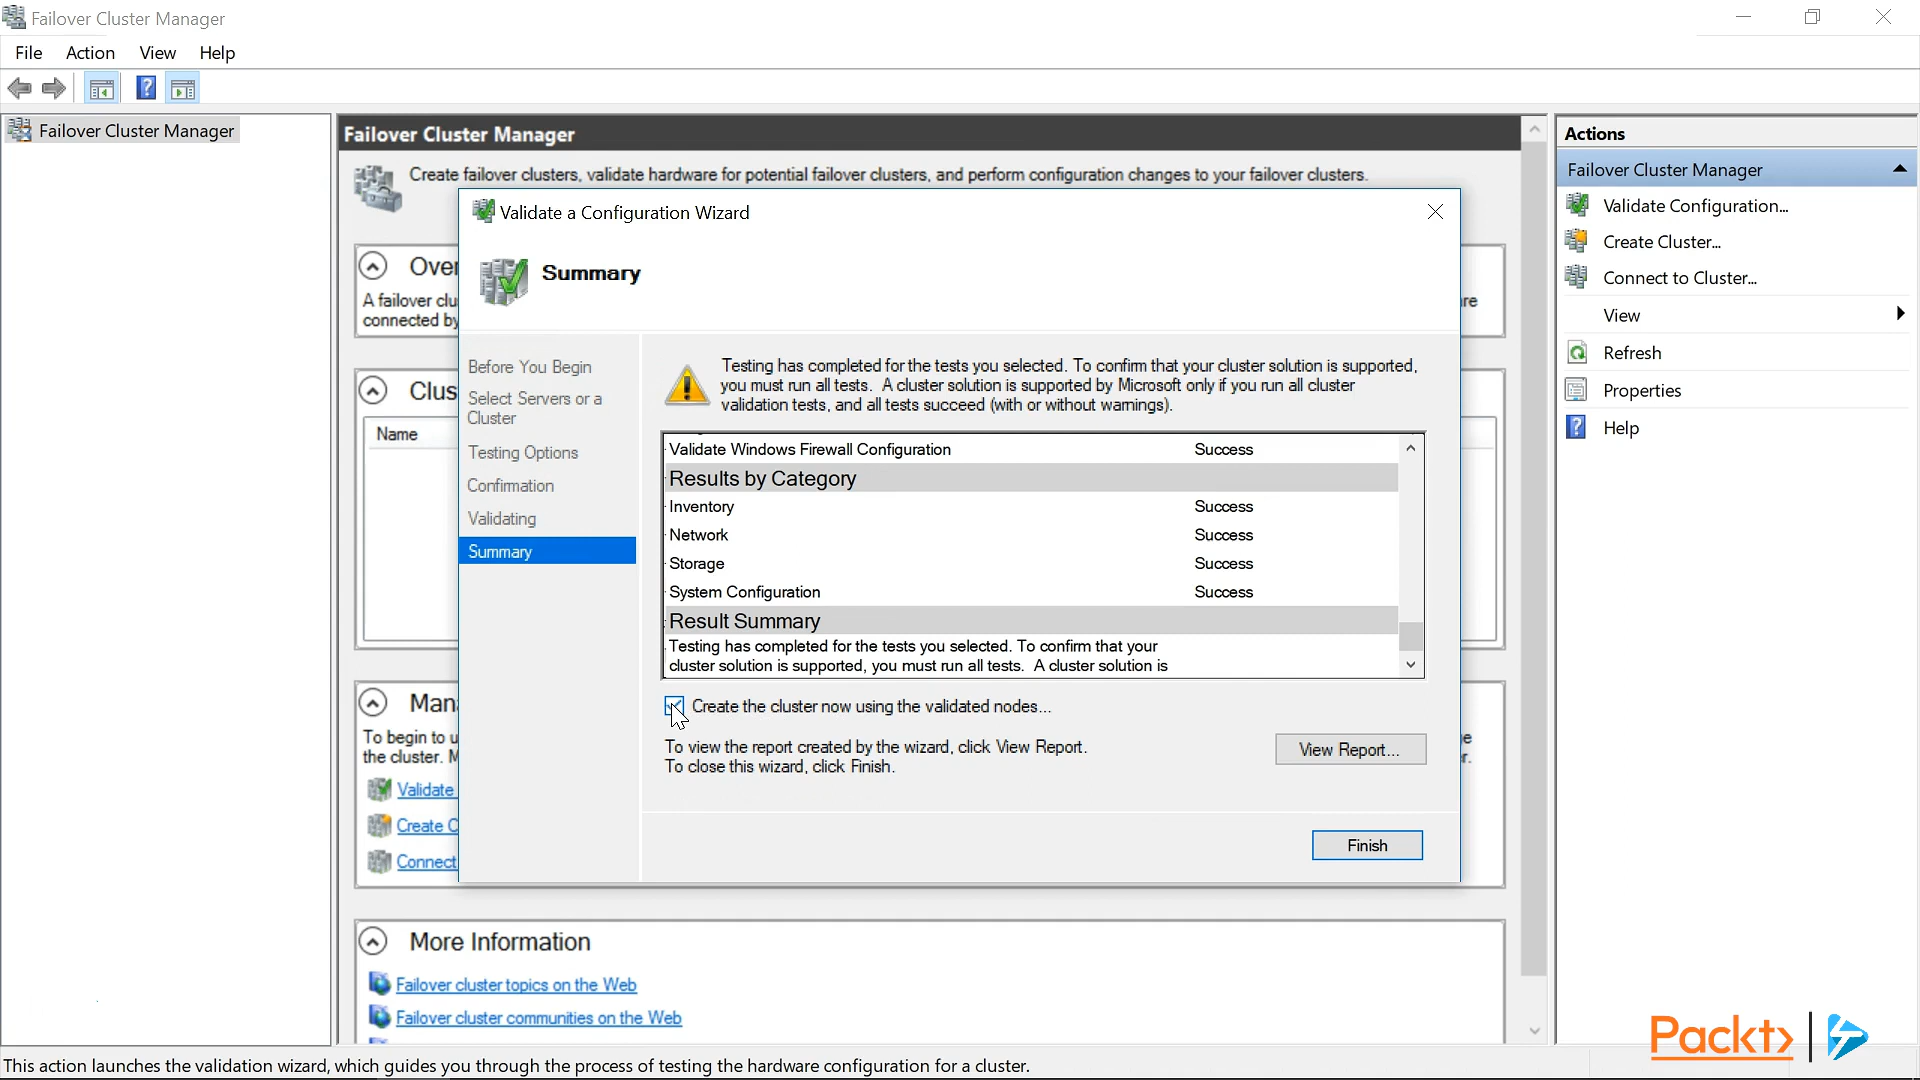 Failover Cluster Manager
File Action View Help
Failover Cluster Manager
Failover Cluster Manager
Create failover clusters, validate hardware for potential failover clusters, and perform configuration changes to your failover clusters.
Over
A failover clu
connected by
re
Clus
Name
Man
To begin to u
the cluster. M
e
r.
Validate
Create C
Connect
More Information
Failover cluster topics on the Web
Failover cluster communities on the Web
Validate a Configuration Wizard
Summary
Before You Begin
Select Servers or a
Cluster
Testing Options
Confirmation
Validating
Summary
Testing has completed for the tests you selected. To confirm that your cluster solution is supported,
you must run all tests. A cluster solution is supported by Microsoft only if you run all cluster
validation tests, and all tests succeed (with or without warnings).
Validate Windows Firewall Configuration Success
Results by Category
Inventory Success
Network Success
Storage Success
System Configuration Success
Result Summary
Testing has completed for the tests you selected. To confirm that your
cluster solution is supported, you must run all tests. A cluster solution is
Create the cluster now using the validated nodes...
To view the report created by the wizard, click View Report.
To close this wizard, click Finish.
View Report...
Finish
Actions
Failover Cluster Manager
Validate Configuration...
Create Cluster...
Connect to Cluster...
View
Refresh
Properties
Help
Packt>
This action launches the validation wizard, which guides you through the process of testing the hardware configuration for a cluster.